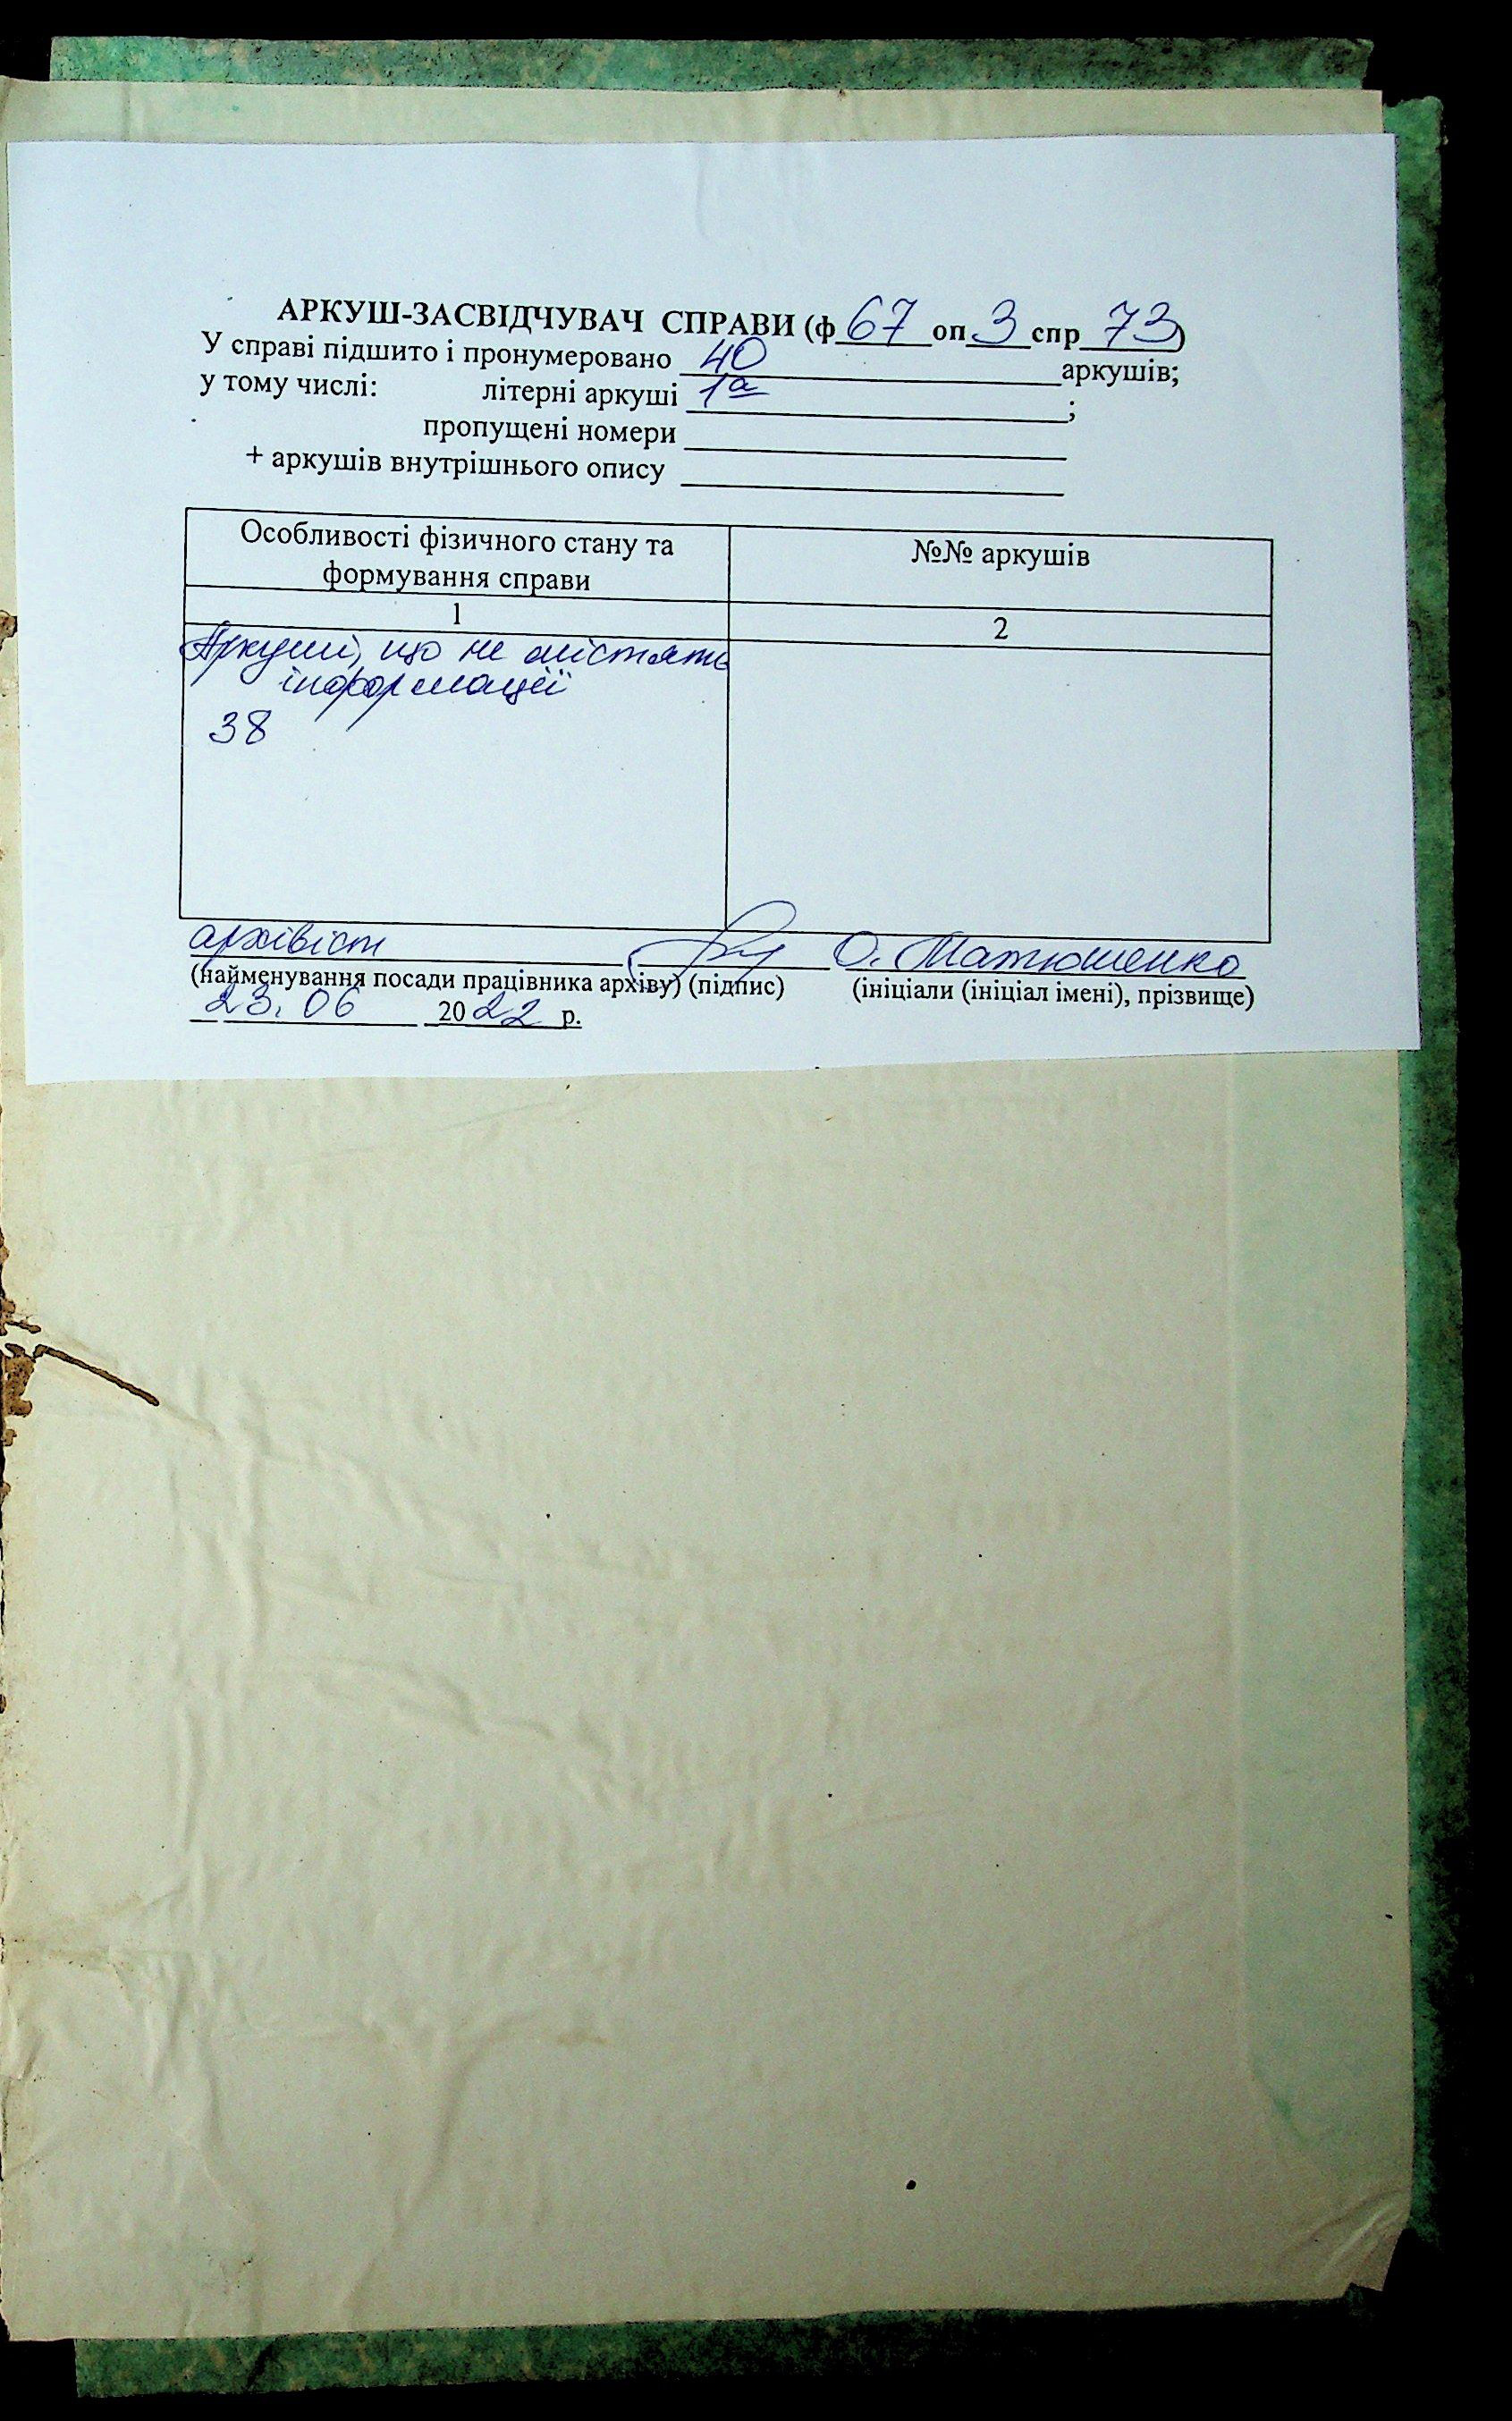 АРКУШ-ЗАСВІДЧУВАЧ СПРАВИ (ф 67 оп 3 спр 73)
У справі підшито і пронумеровано 40 аркушів;
у тому числі: літерні аркуші 1а ;
пропущені номери
+ аркушів внутрішнього опису
Особливості фізичного стану та формування справи
№№ аркушів
1
2
Аркуші, що не містять
інформації
38
архівіст О. Матюшенко
(найменування посади працівника архіву) (підпис) (ініціали (ініціал імені), прізвище)
23. 06 2022 р.